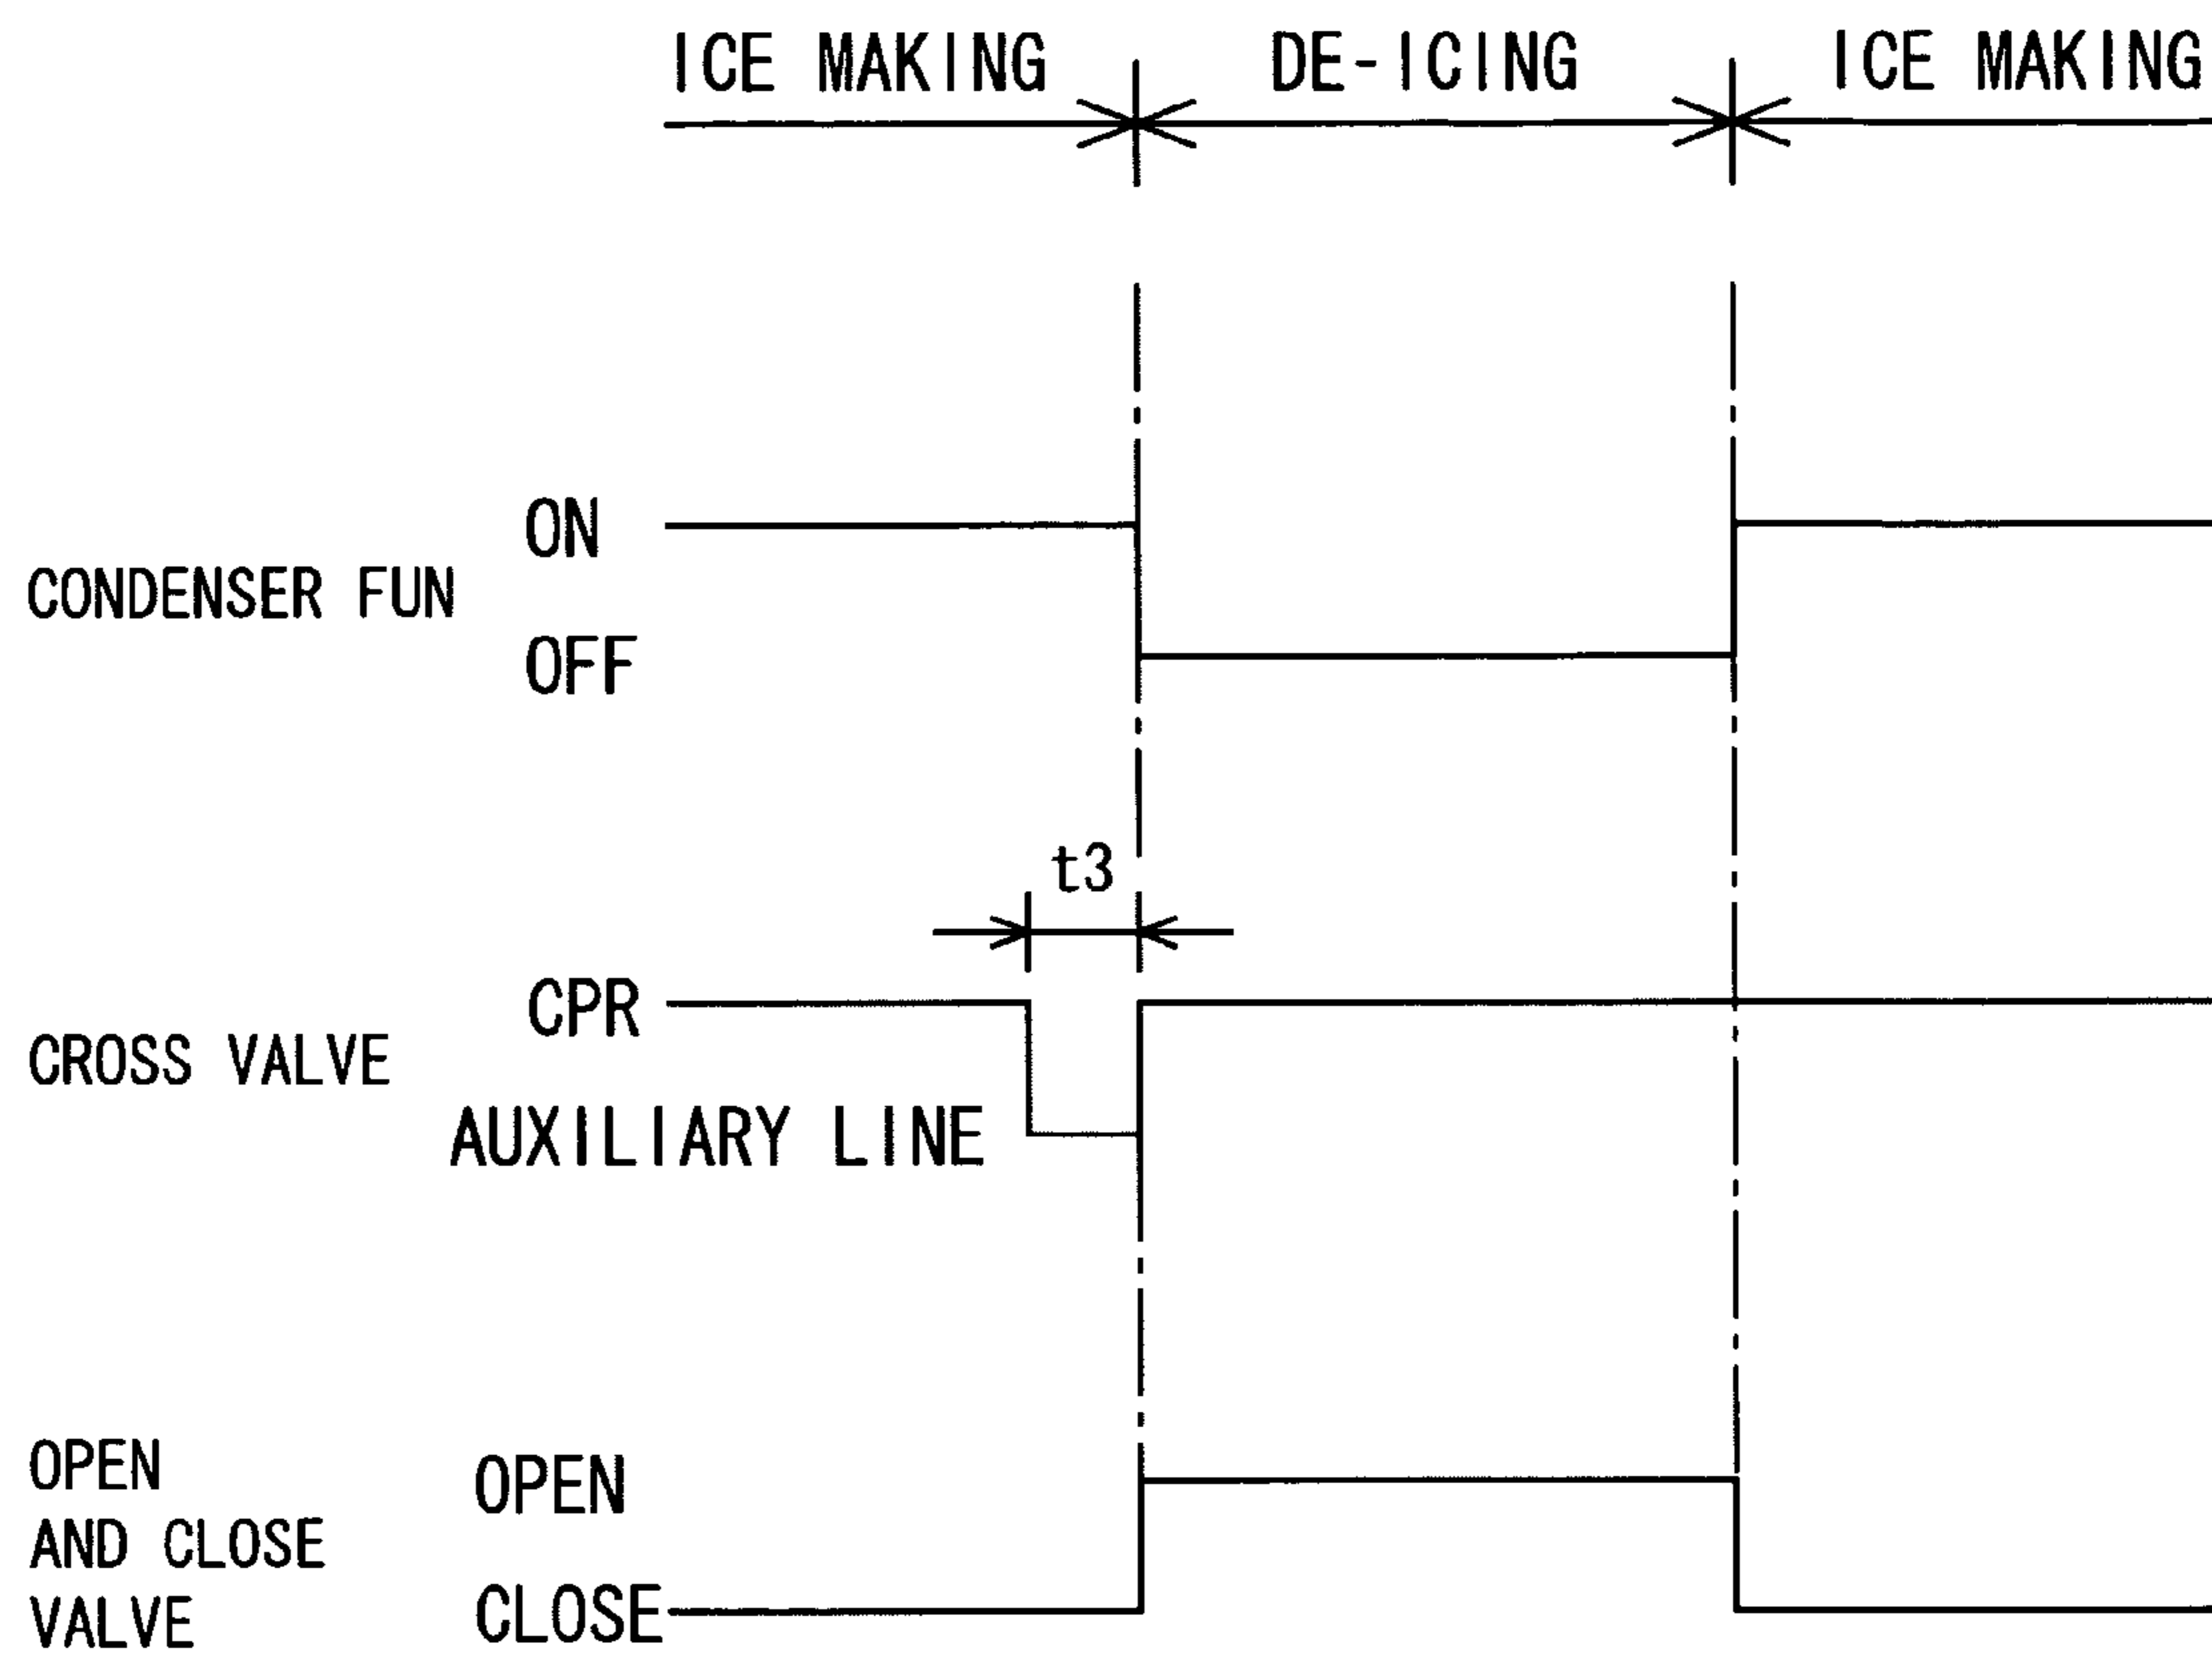 ICE MAKING
DE-ICING
ICE MAKING
ON
CONDENSER FUN
OFF
t3
CPR
CROSS VALVE
AUXILIARY LINE
OPEN
AND CLOSE
VALVE
OPEN
CLOSE